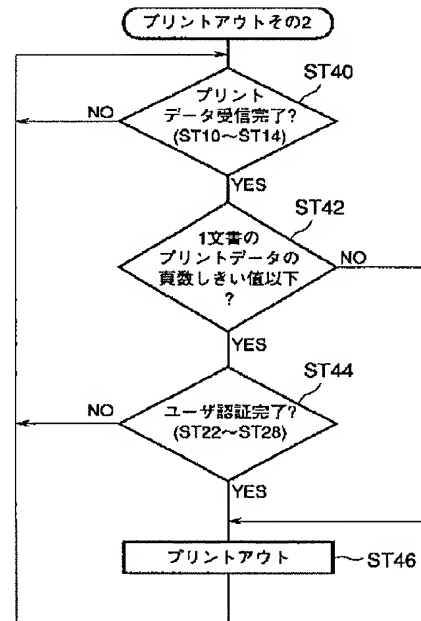 プリントアウトその2
ST40
プリント
データ受信完了?
(ST10～ST14)
NO
YES
ST42
1文書の
プリントデータの
頁数しきい値以下
?
NO
YES
ST44
ユーザ認証完了?
(ST22～ST28)
NO
YES
プリントアウト
ST46